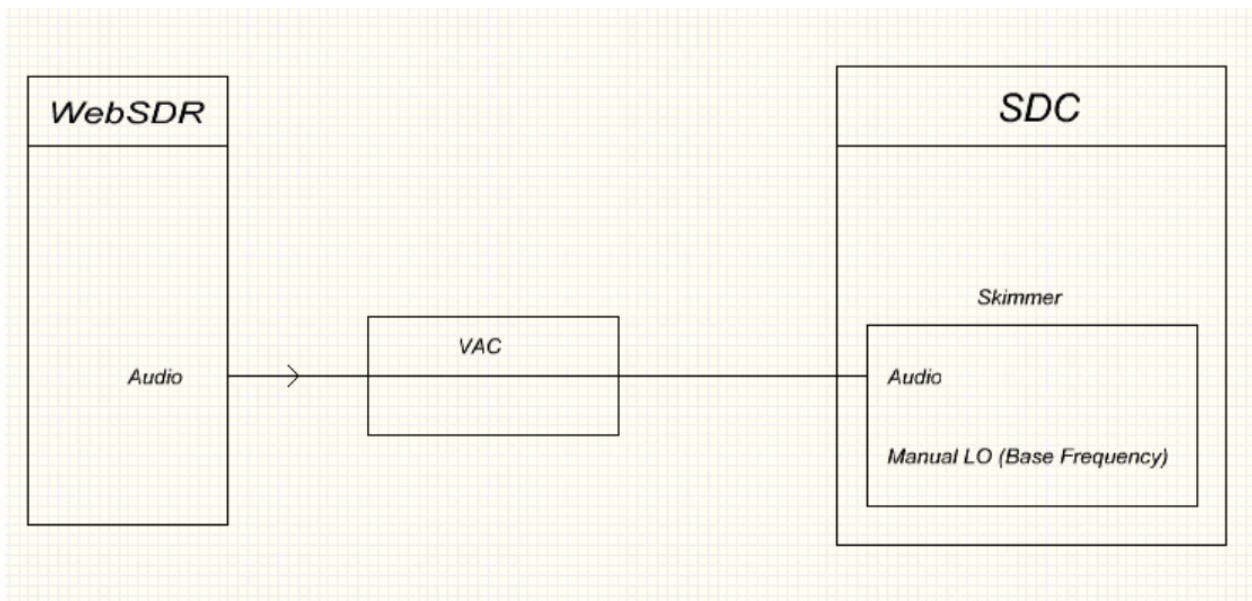 WebSDR
SDC
Skimmer
VAC
Audio
Audio
Manual LO (Base Frequency)